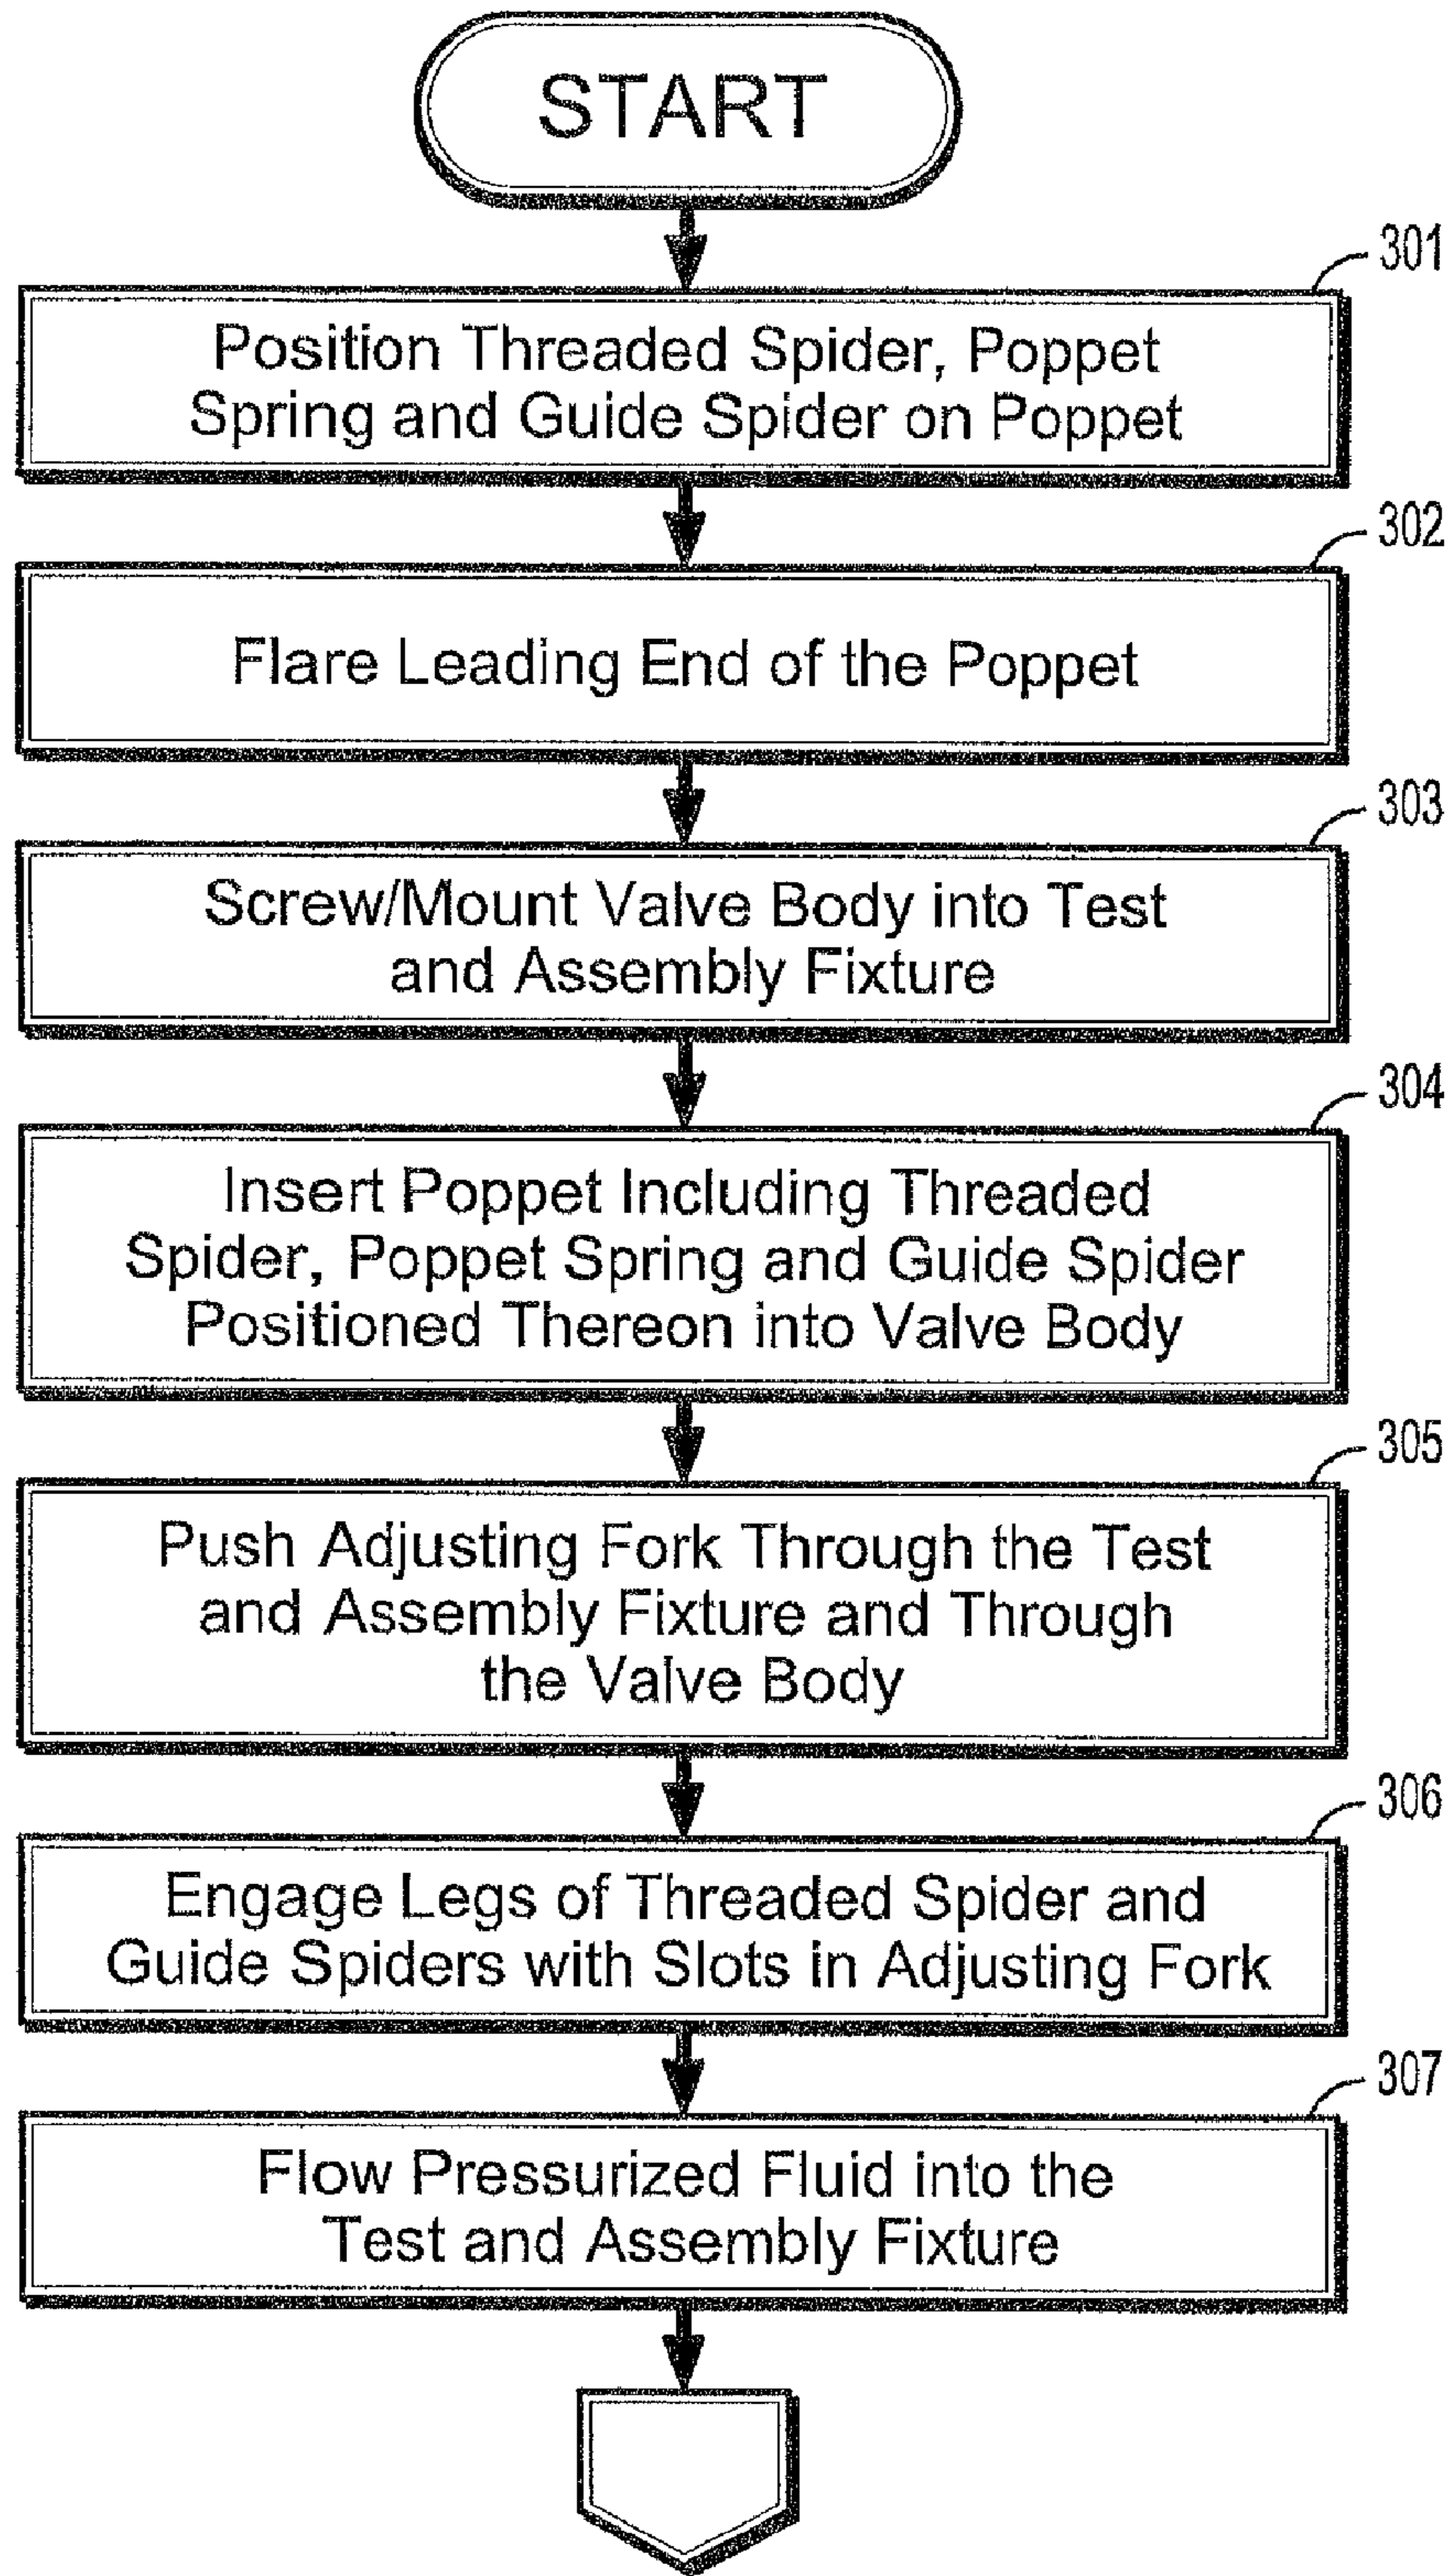 START
301
Position Threaded Spider, Poppet
Spring and Guide Spider on Poppet
302
Flare Leading End of the Poppet
303
Screw/Mount Valve Body into Test
and Assembly Fixture
304
Insert Poppet Including Threaded
Spider, Poppet Spring and Guide Spider
Positioned Thereon into Valve Body
305
Push Adjusting Fork Through the Test
and Assembly Fixture and Through
the Valve Body
306
Engage Legs of Threaded Spider and
Guide Spiders with Slots in Adjusting Fork
307
Flow Pressurized Fluid into the
Test and Assembly Fixture